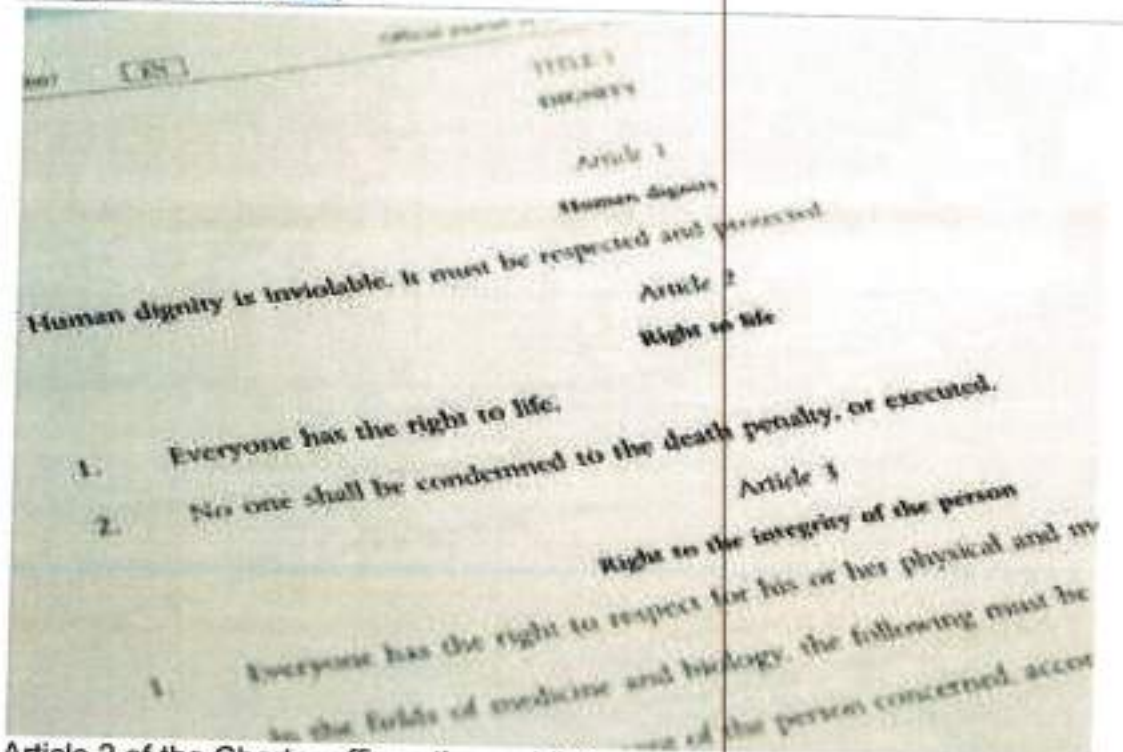 [EN] Official Journal
TITLE I
DIGNITY
Article 1
Human dignity
Human dignity is inviolable. It must be respected and protected.
Article 2
Right to life
1. Everyone has the right to life.
2. No one shall be condemned to the death penalty, or executed.
Article 3
Right to the integrity of the person
1. Everyone has the right to respect for his or her physical and
In the fields of medicine and biology, the following must be
of the person concerned,
Article 2 of the